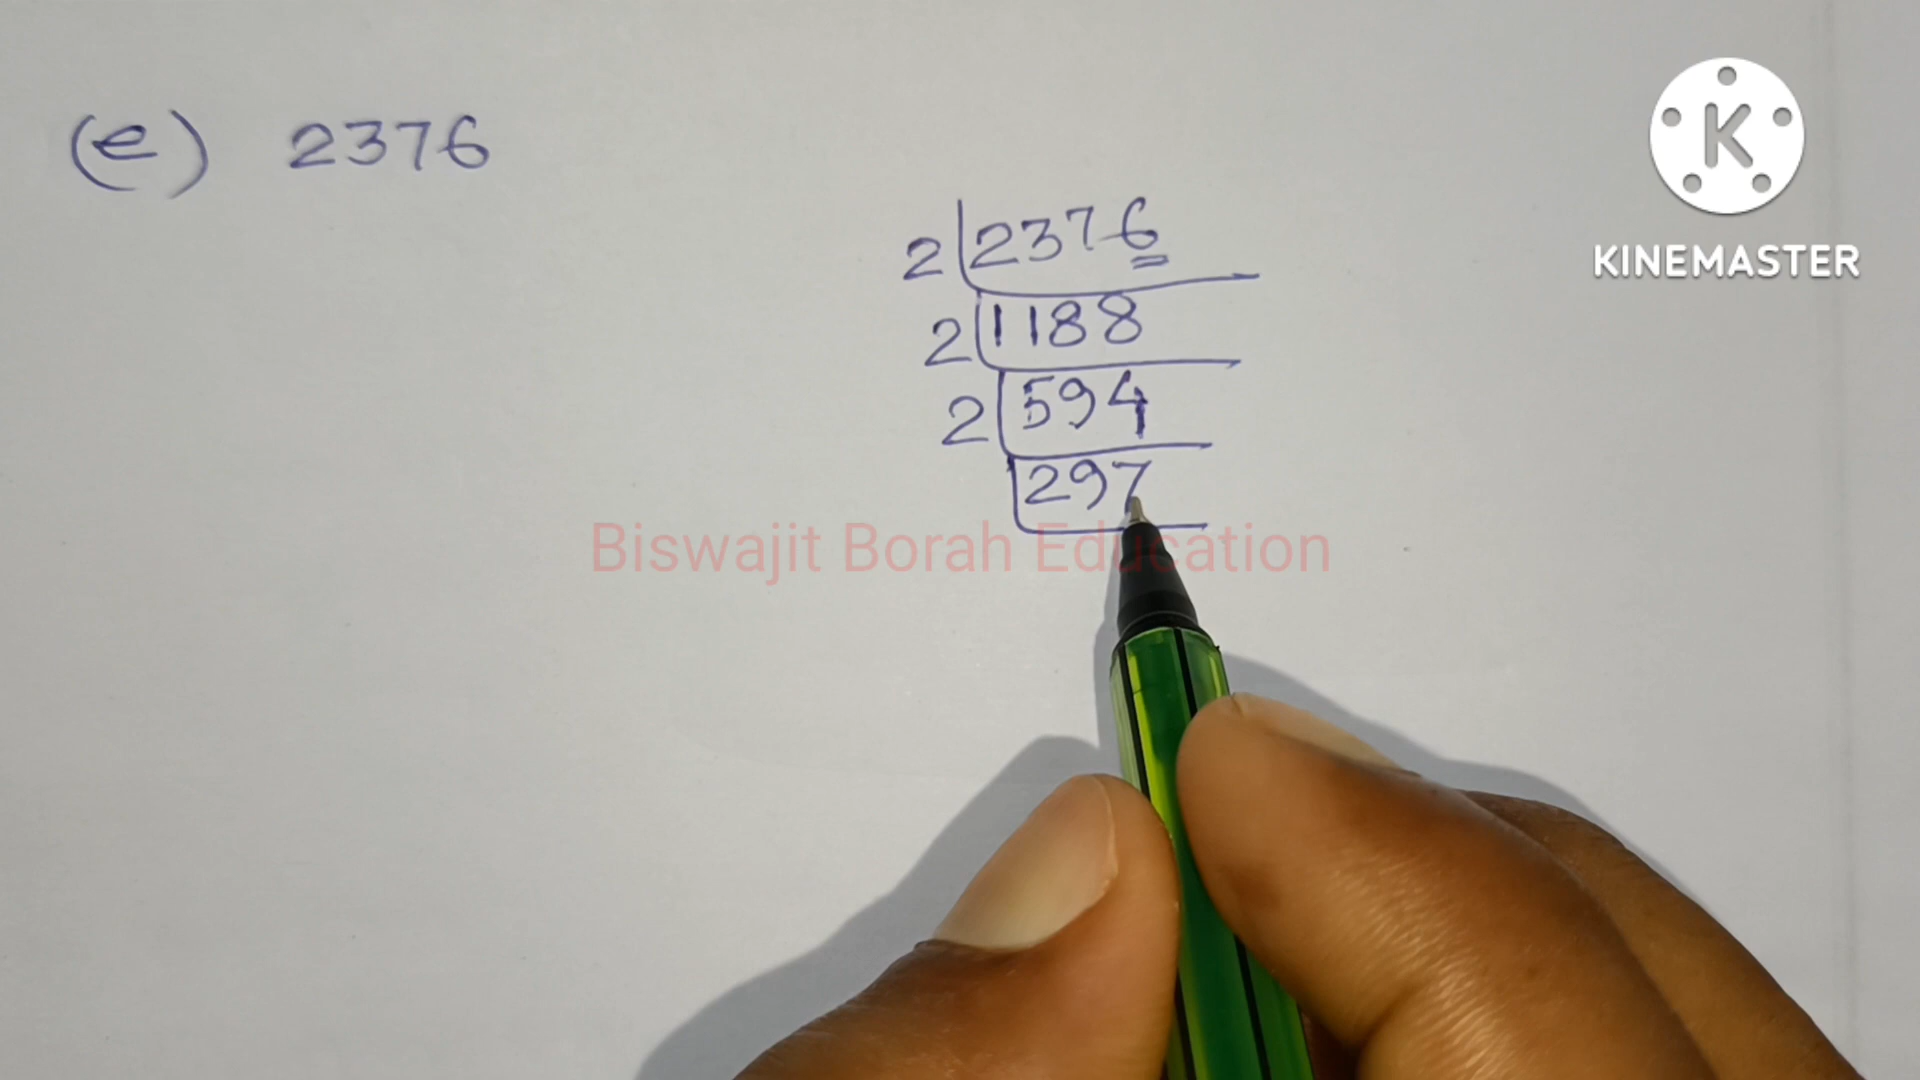 (e) 2376
2 2376
2 1188
2 594
297
Biswajit Borah Education
K
KINEMASTER